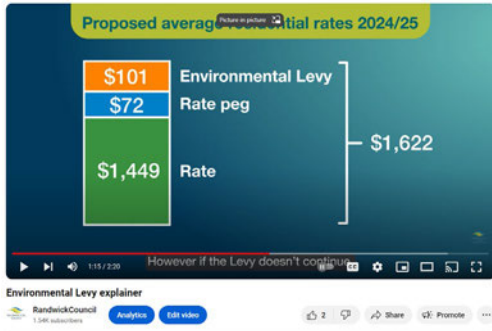 Proposed average residential rates 2024/25
Picture in picture
$101 Environmental Levy
$72 Rate peg
$1,449 Rate
$1,622
1:15 / 2:20
However if the Levy doesn't continue,
CC
Environmental Levy explainer
RandwickCouncil
1.54K subscribers
Analytics
Edit video
2
Share
Promote